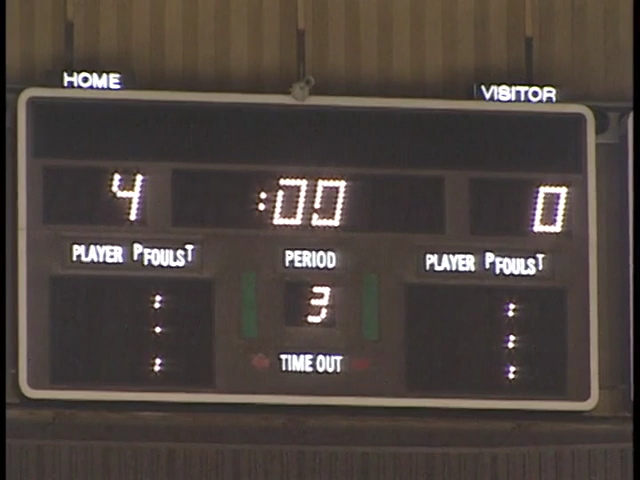 HOME VISITOR
4 :00 0
PLAYER PFOULST PERIOD PLAYER PFOULST
3
: :
: :
: :
TIME OUT